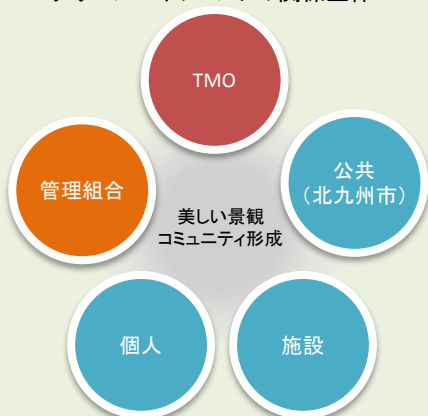 TMO
公共
（北九州市）
管理組合
美しい景観
コミュニティ形成
個人
施設